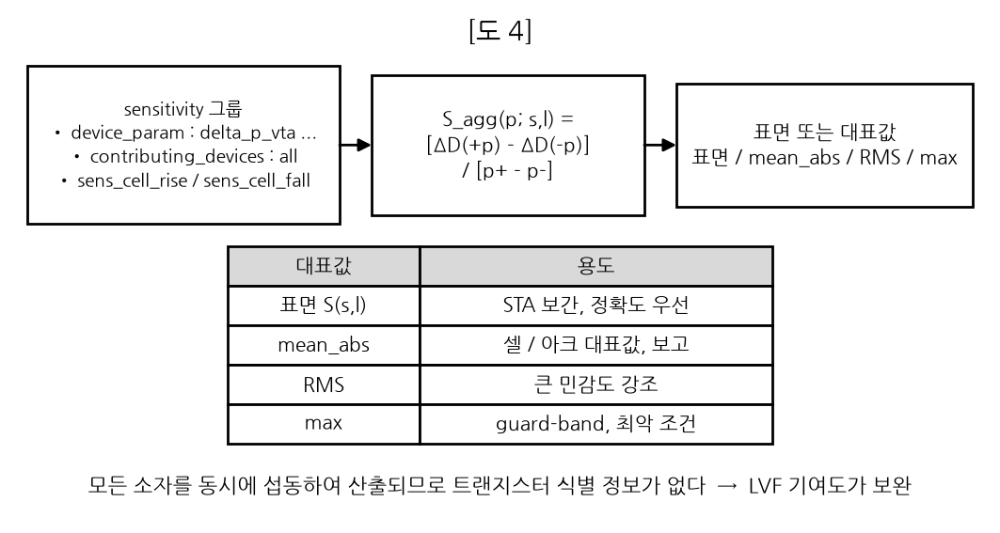 [도 4]
sensitivity 그룹
• device_param : delta_p_vta ...
• contributing_devices : all
• sens_cell_rise / sens_cell_fall
S_agg(p; s,l) =
[ΔD(+p) - ΔD(-p)]
/ [p+ - p-]
표면 또는 대표값
표면 / mean_abs / RMS / max
대표값 용도
표면 S(s,l) STA 보간, 정확도 우선
mean_abs 셀 / 아크 대표값, 보고
RMS 큰 민감도 강조
max guard-band, 최악 조건
모든 소자를 동시에 섭동하여 산출되므로 트랜지스터 식별 정보가 없다 → LVF 기여도가 보완